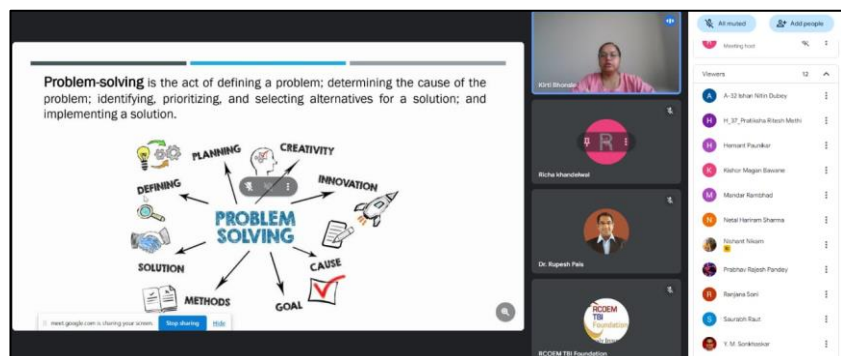 Problem-solving is the act of defining a problem; determining the cause of the
problem; identifying, prioritizing, and selecting alternatives for a solution; and
implementing a solution.
PLANNING
CREATIVITY
DEFINING
INNOVATION
PROBLEM
SOLVING
SOLUTION
CAUSE
METHODS
GOAL
meet.google.com is sharing your screen.
Stop sharing
Hide
Kirti Bhonale
R
Richa khandelwal
Dr. Rupesh Pais
RCOEM
TBI
Foundation
RCOEM TBI Foundation
All muted
Add people
Meeting host
Viewers
12
A
A-32 Ishan Nitin Dubey
H
H_37_Pratiksha Ritesh Methi
H
Hemant Paunikar
K
Kishor Magan Bawane
M
Mandar Rambhad
N
Netal Hariram Sharma
Nishant Nikam
Prabhav Rajesh Pandey
R
Ranjana Soni
S
Saurabh Raut
Y
Y. M. Sonkhaskar